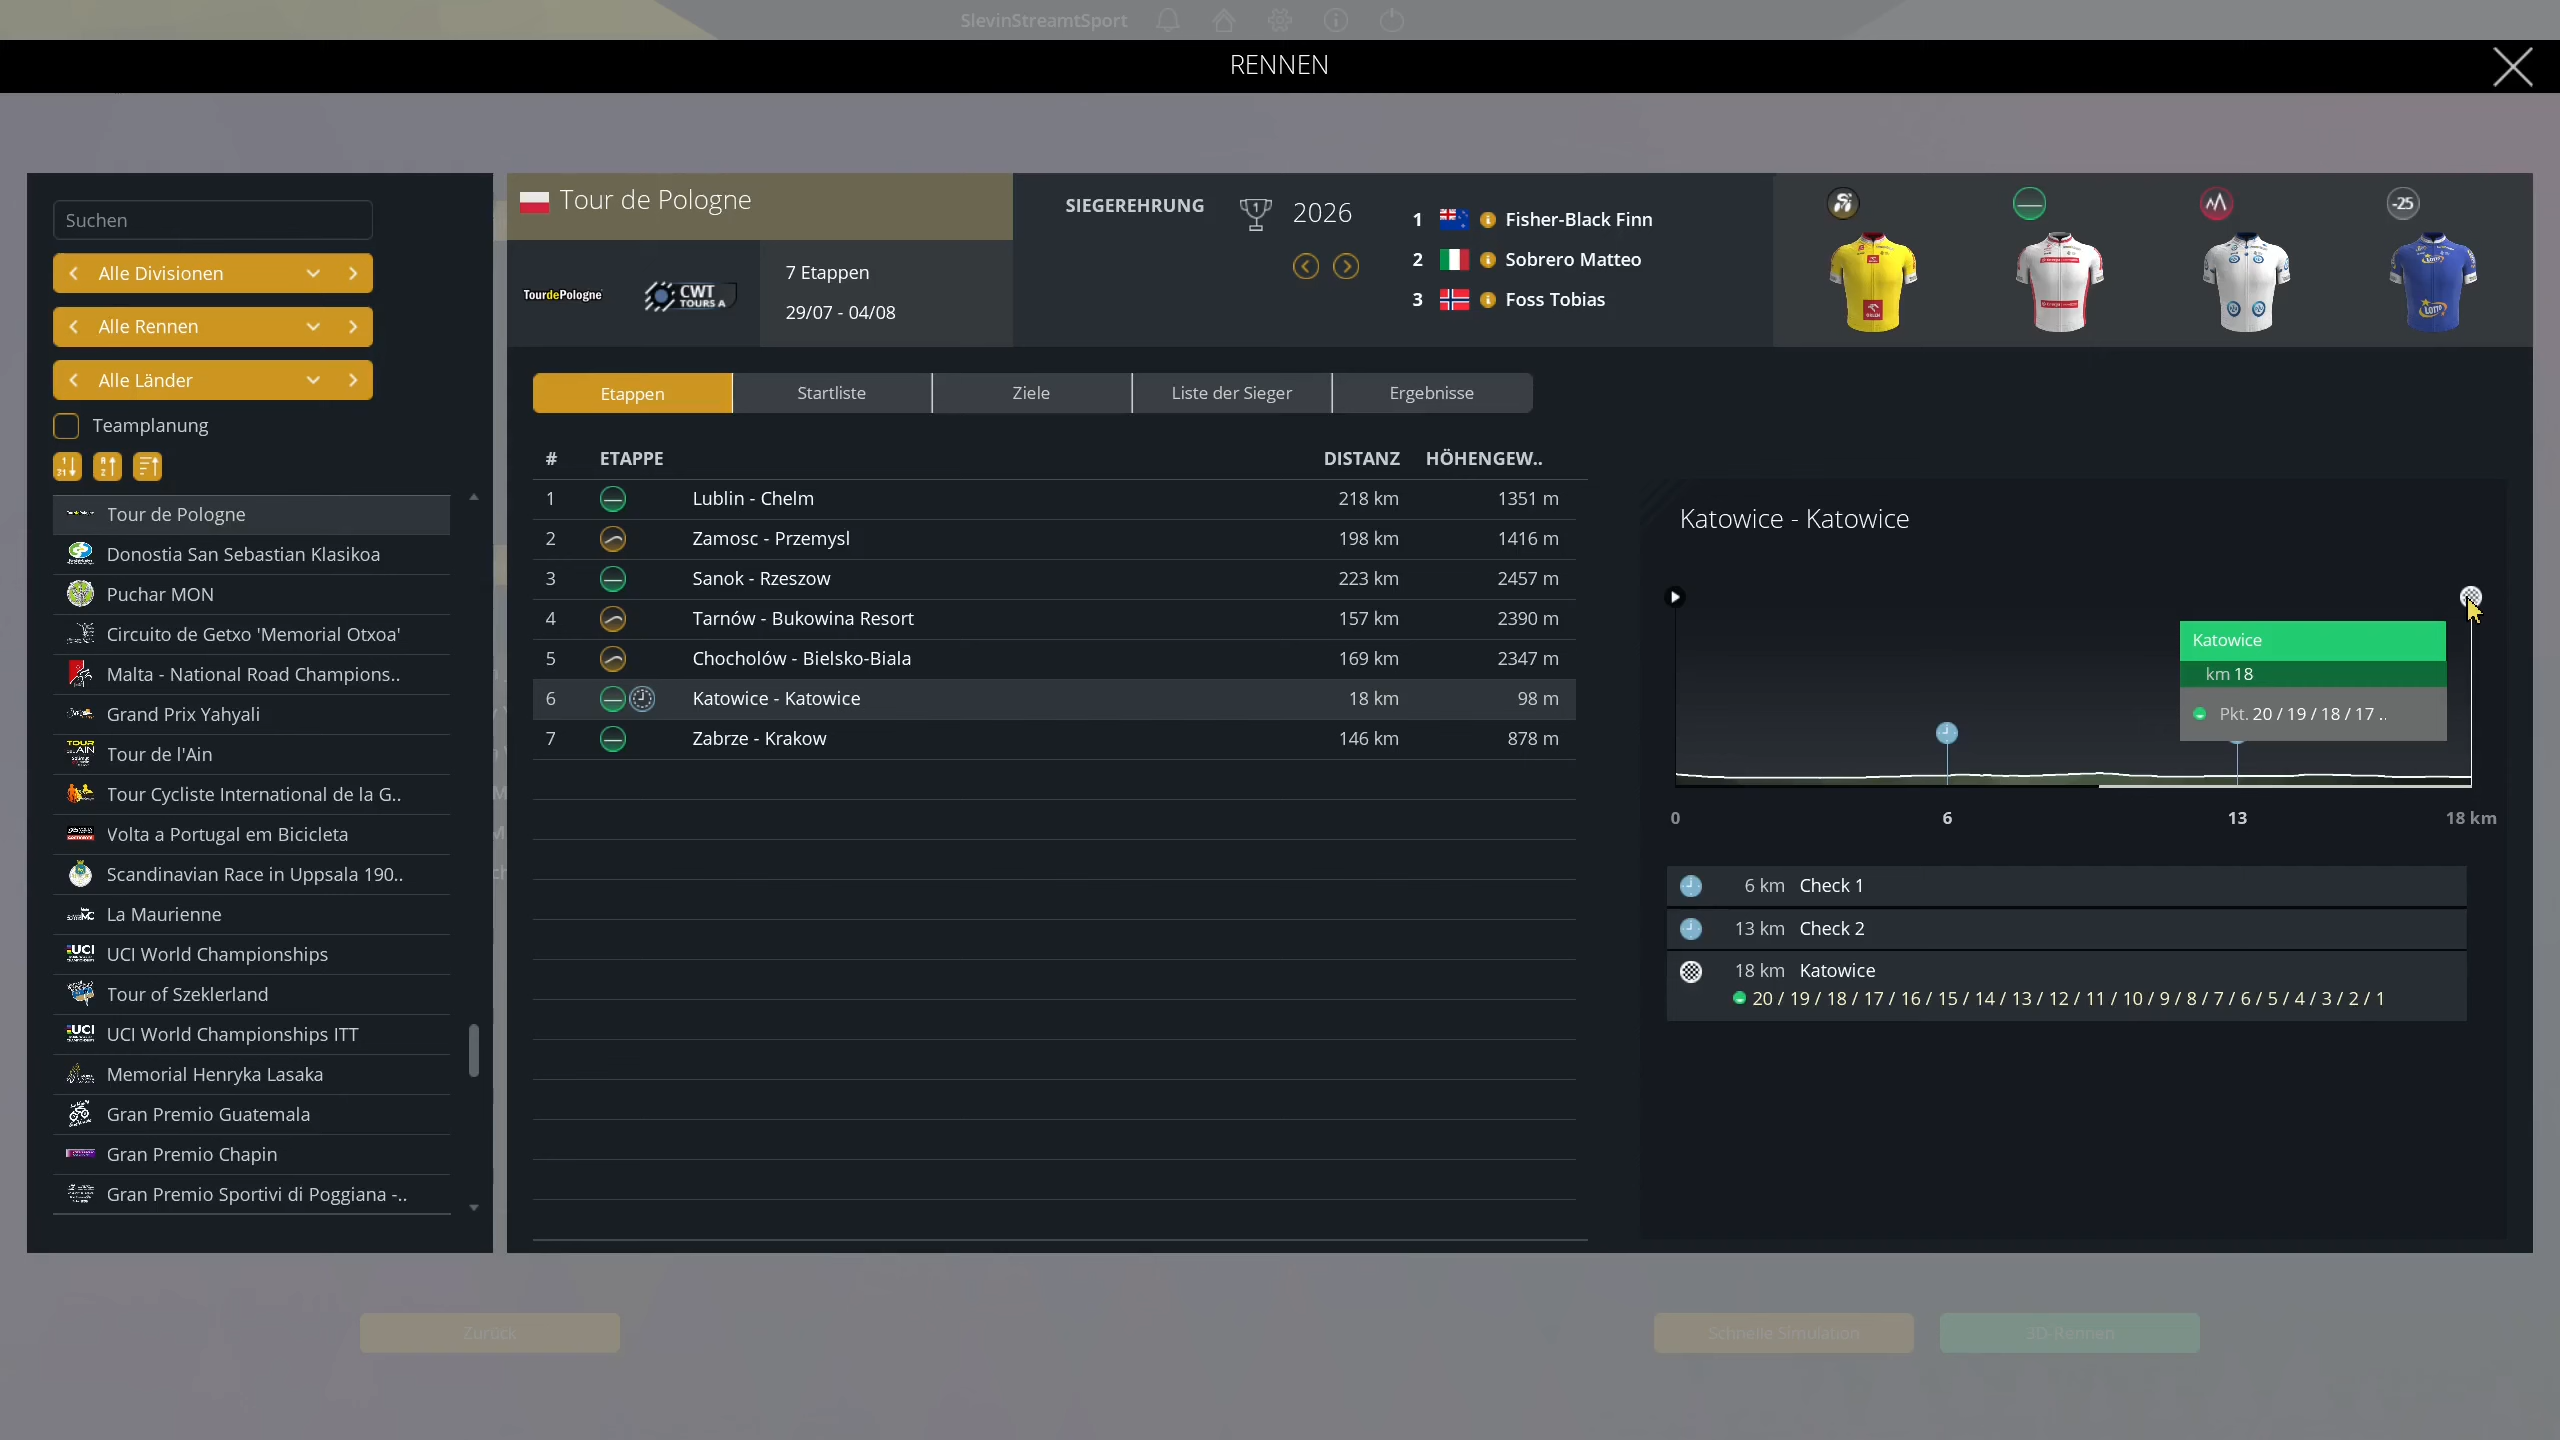 SlevinStreamtSport
RENNEN
Suchen
Alle Divisionen
Alle Rennen
Alle Länder
Teamplanung
Tour de Pologne
Donostia San Sebastian Klasikoa
Puchar MON
Circuito de Getxo 'Memorial Otxoa'
Malta - National Road Champions..
Grand Prix Yahyali
Tour de l'Ain
Tour Cycliste International de la G..
Volta a Portugal em Bicicleta
Scandinavian Race in Uppsala 190..
La Maurienne
UCI World Championships
Tour of Szeklerland
UCI World Championships ITT
Memorial Henryka Lasaka
Gran Premio Guatemala
Gran Premio Chapin
Gran Premio Sportivi di Poggiana -..
Tour de Pologne
TourdePologne
CWT
TOURS A
7 Etappen
29/07 - 04/08
SIEGEREHRUNG
1
2026
1 Fisher-Black Finn
2 Sobrero Matteo
3 Foss Tobias
-25
Etappen
Startliste
Ziele
Liste der Sieger
Ergebnisse
# ETAPPE DISTANZ HÖHENGEW..
1 Lublin - Chelm 218 km 1351 m
2 Zamosc - Przemysl 198 km 1416 m
3 Sanok - Rzeszow 223 km 2457 m
4 Tarnów - Bukowina Resort 157 km 2390 m
5 Chocholów - Bielsko-Biala 169 km 2347 m
6 Katowice - Katowice 18 km 98 m
7 Zabrze - Krakow 146 km 878 m
Katowice - Katowice
Katowice
km 18
Pkt. 20 / 19 / 18 / 17 ..
0 6 13 18 km
6 km Check 1
13 km Check 2
18 km Katowice
20 / 19 / 18 / 17 / 16 / 15 / 14 / 13 / 12 / 11 / 10 / 9 / 8 / 7 / 6 / 5 / 4 / 3 / 2 / 1
Zurück
Schnelle Simulation
3D-Rennen